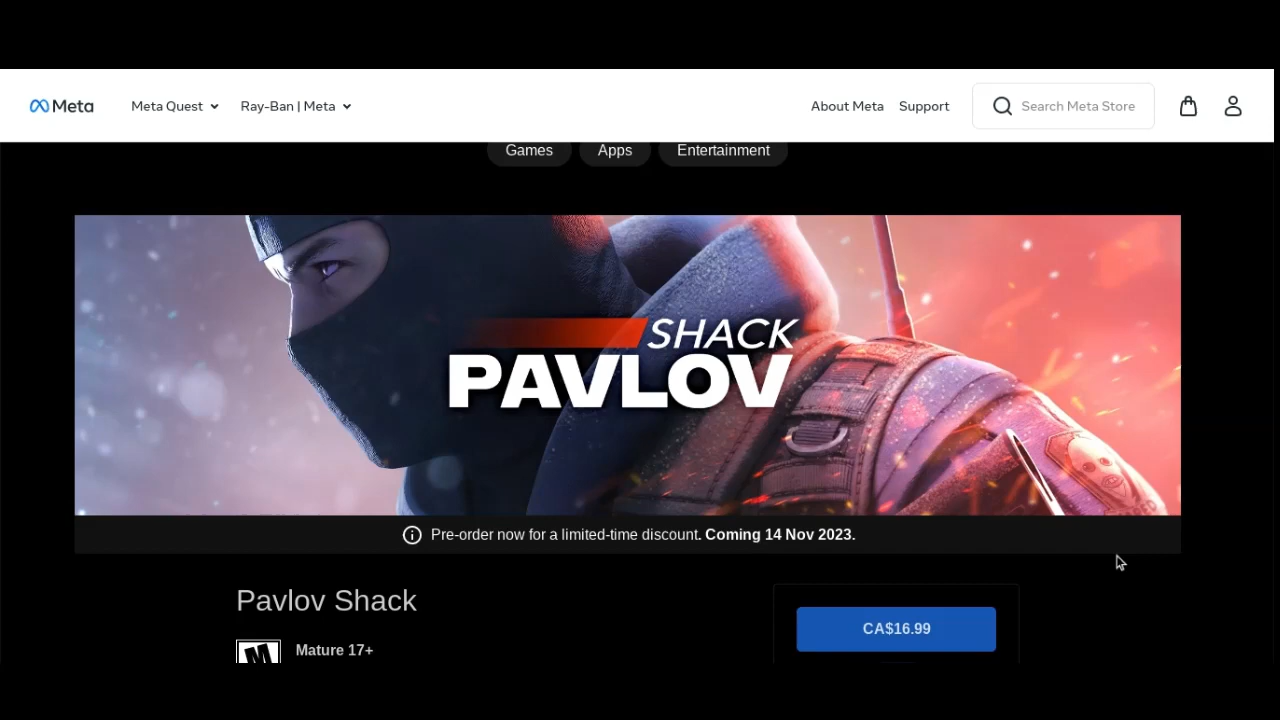 Meta
Meta Quest
Ray-Ban | Meta
About Meta
Support
Search Meta Store
Games
Apps
Entertainment
SHACK
PAVLOV
Pre-order now for a limited-time discount. Coming 14 Nov 2023.
Pavlov Shack
CA$16.99
M
Mature 17+